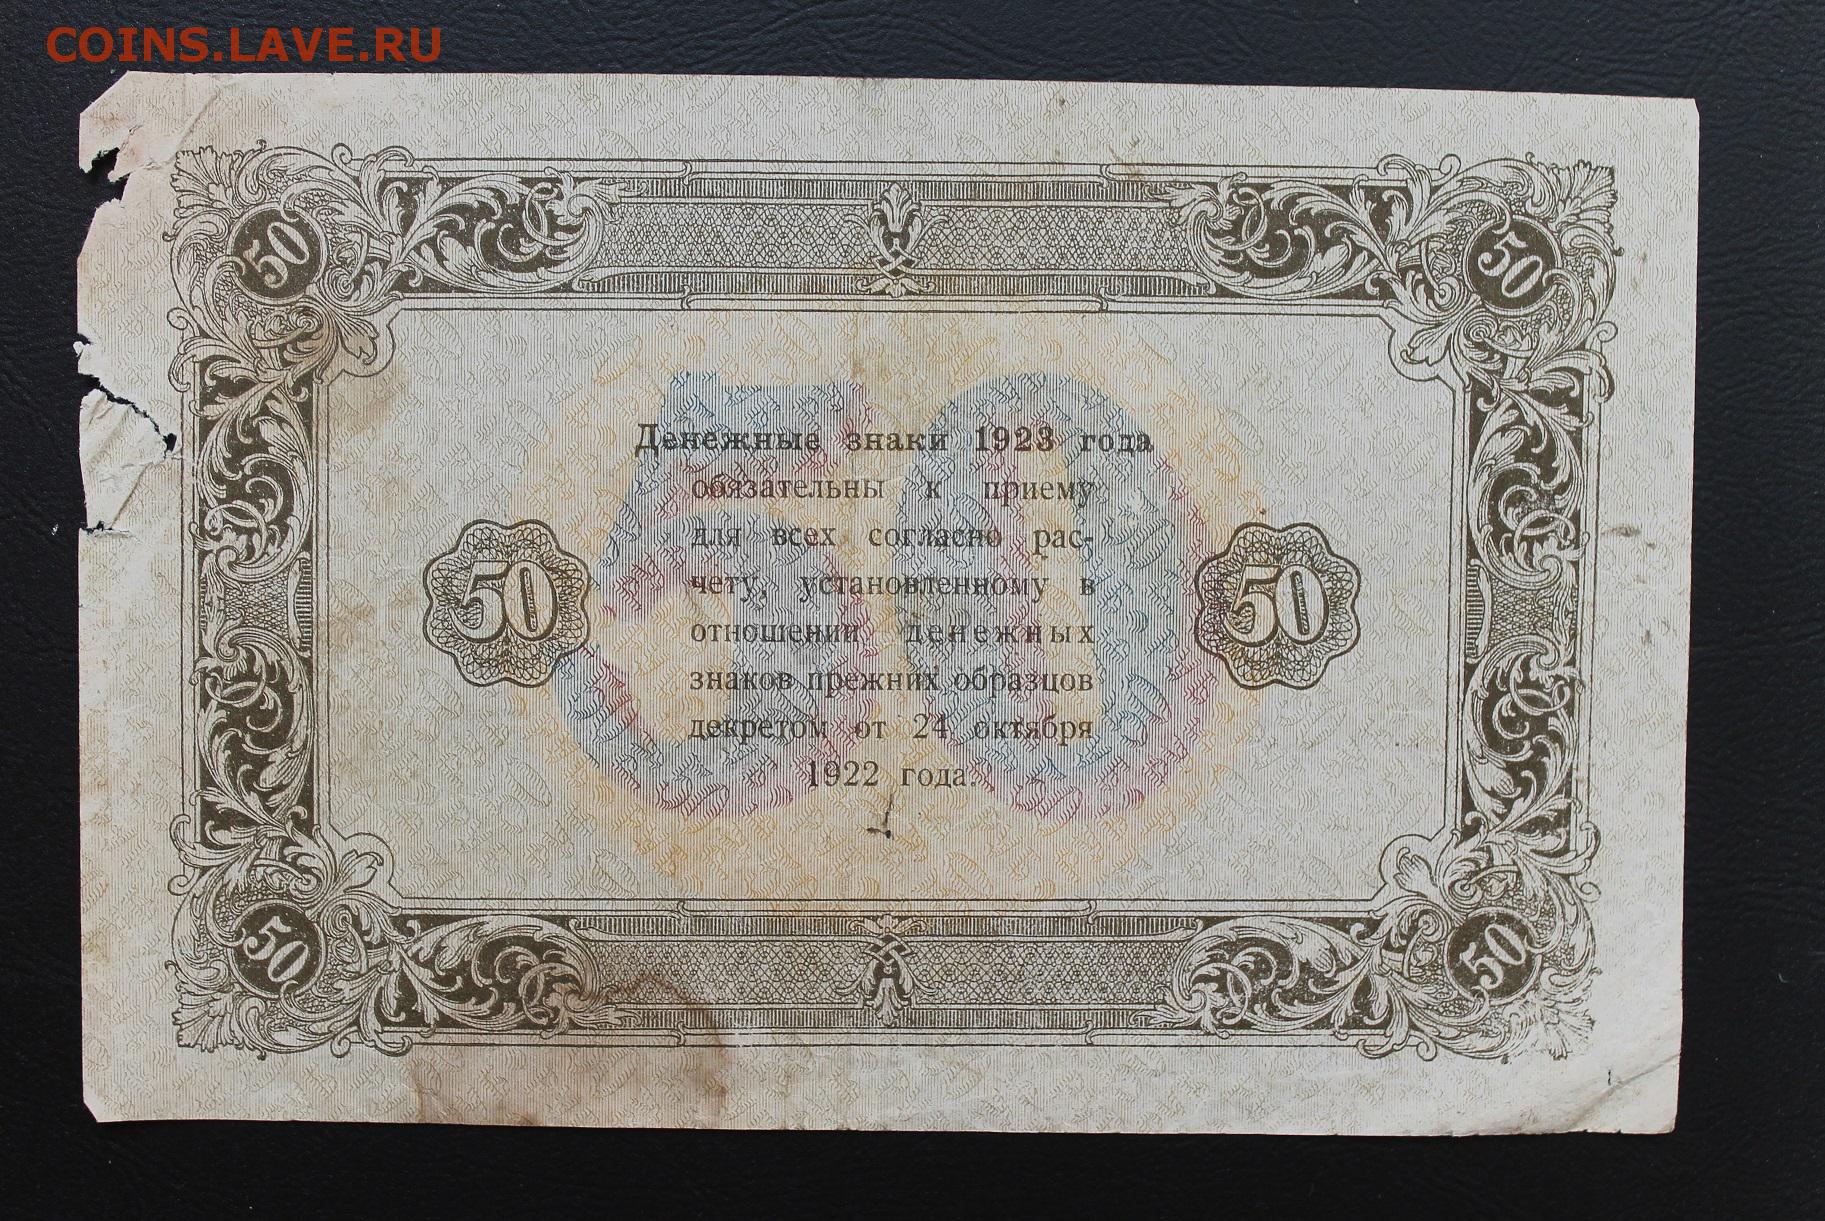 COINS.LAVE.RU
50 50
Денежные знаки 1923 года
обязательны к приему
для всех согласно рас-
чету, установленному в
50 50
отношении денежных
знаков прежних образцов
декретом от 24 октября
1922 года.
50 50